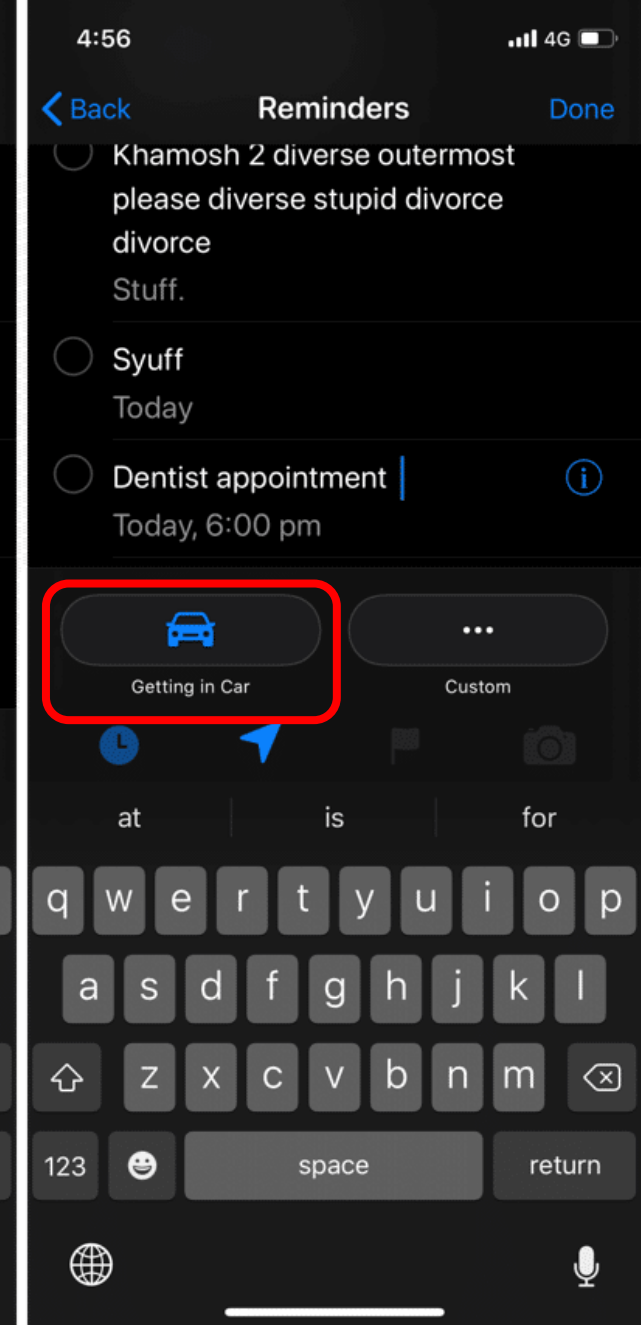 4:56
4G
Back
Reminders
Done
Khamosh 2 diverse outermost
please diverse stupid divorce
divorce
Stuff.
Syuff
Today
Dentist appointment
Today, 6:00 pm
Getting in Car
Custom
at is for
q w e r t y u i o p
a s d f g h j k l
z x c v b n m
123 space return